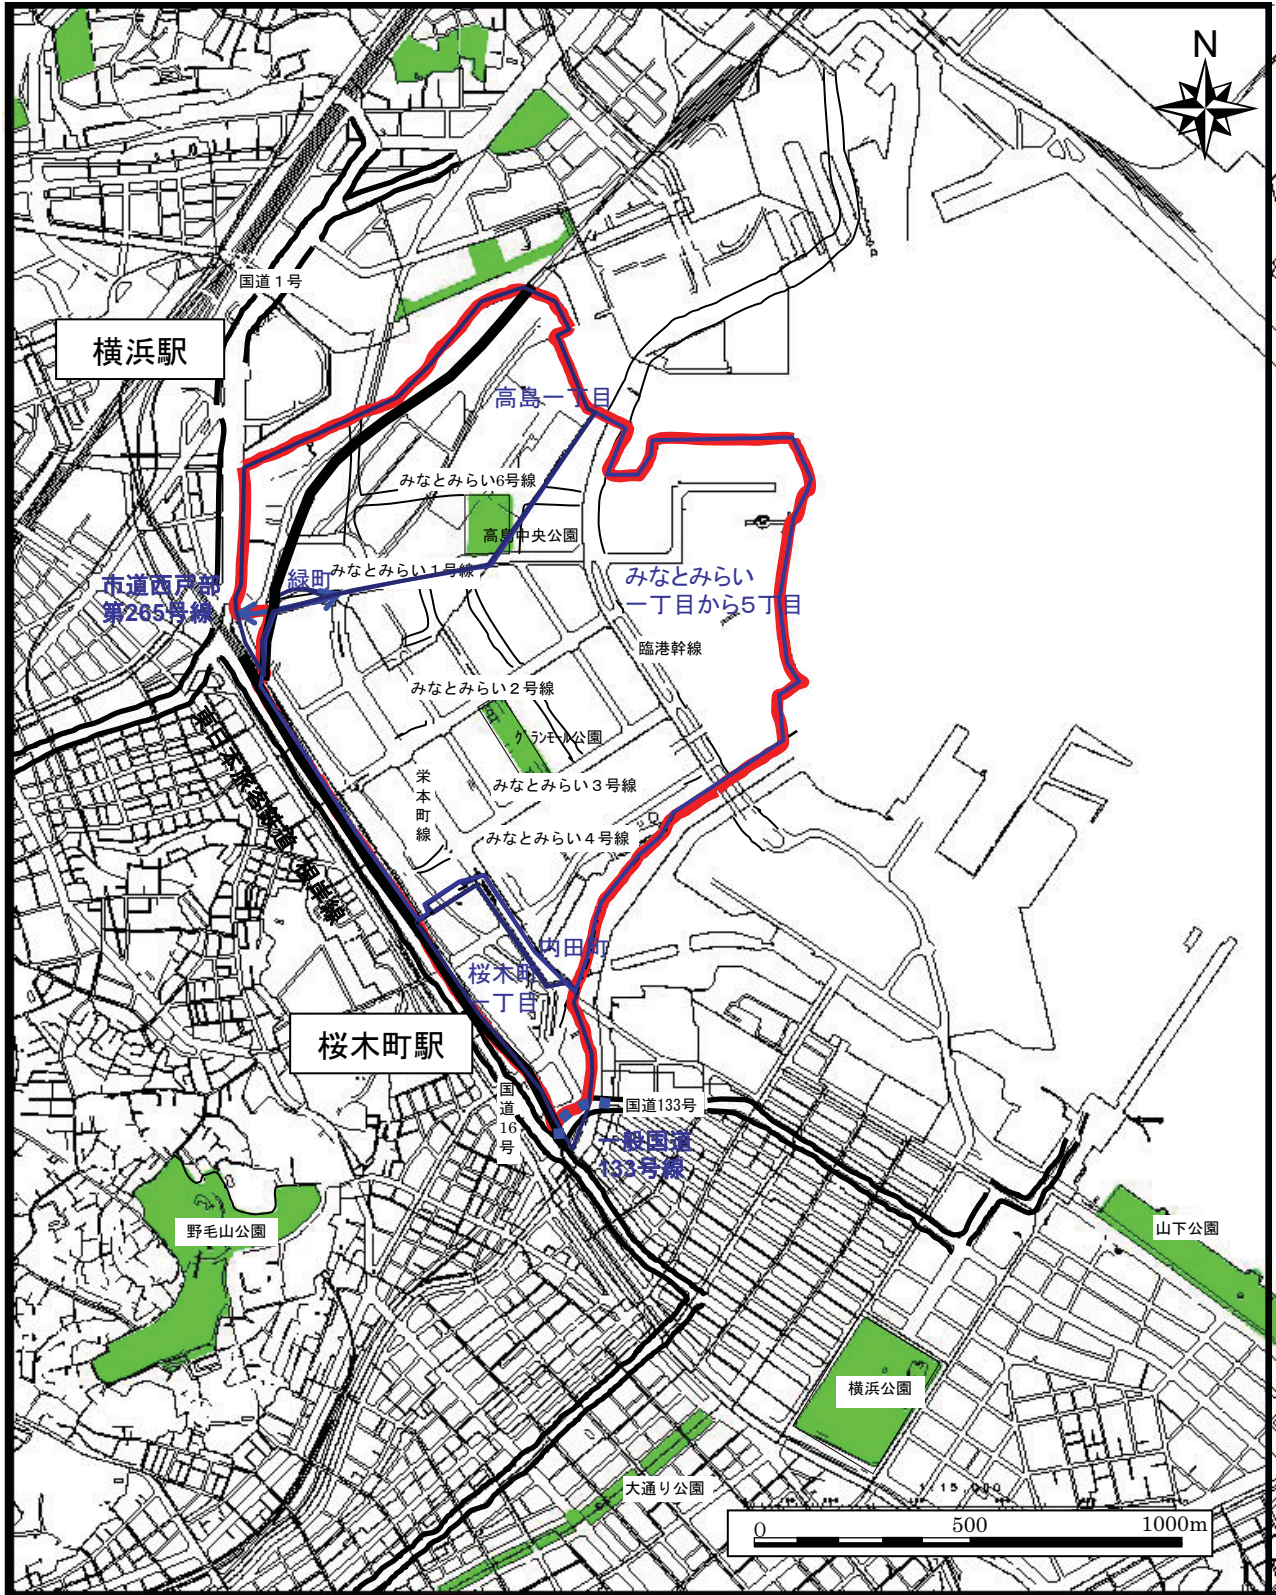 N
国道１号
横浜駅
高島一丁目
みなとみらい6号線
高島中央公園
みなとみらい１号線
緑町
市道西戸部
第265号線
みなとみらい
一丁目から5丁目
臨港幹線
みなとみらい２号線
グランモール公園
東日本旅客鉄道 根岸線
栄本町線
みなとみらい３号線
みなとみらい４号線
内田町
桜木町
一丁目
桜木町駅
国道16号
国道133号
一般国道
133号線
野毛山公園
山下公園
横浜公園
大通り公園
1:15,000
0 500 1000m